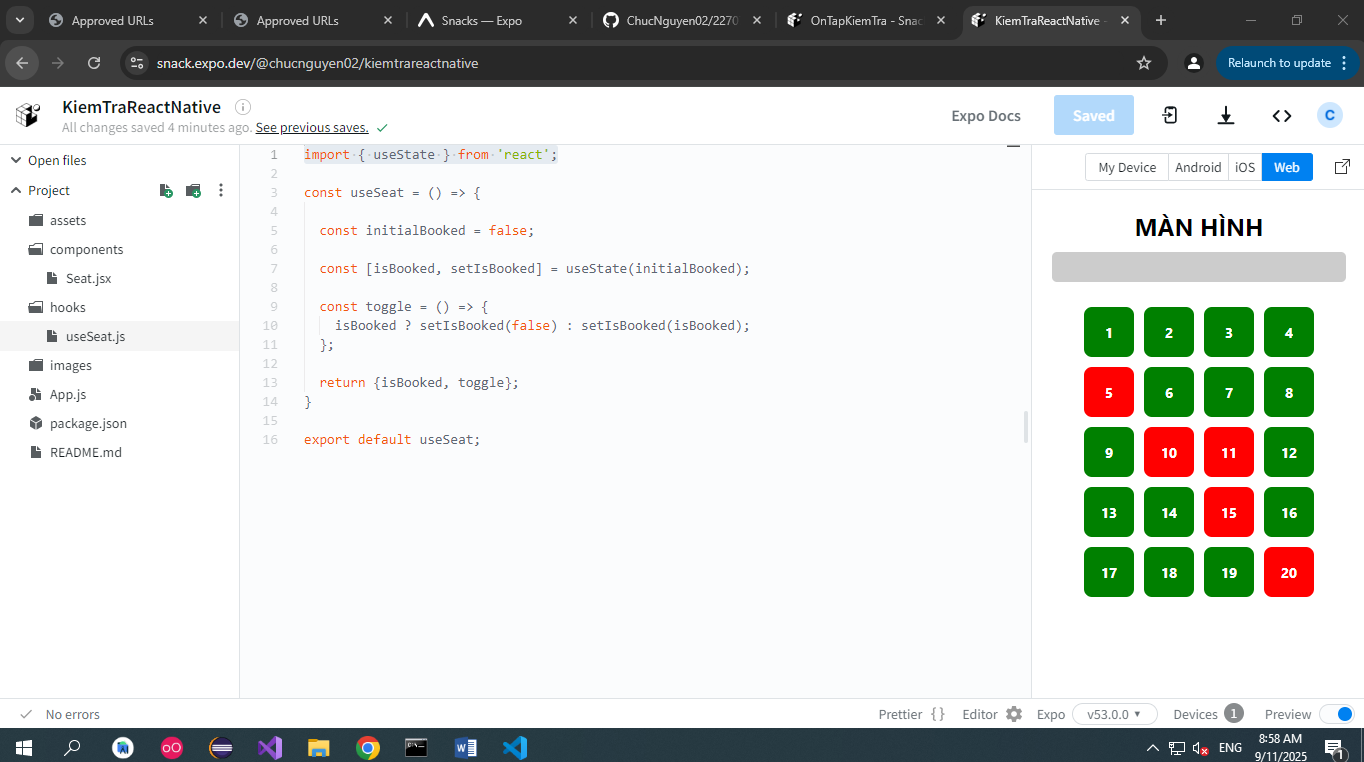 Approved URLs
Approved URLs
Snacks — Expo
ChucNguyen02/2270
OnTapKiemTra - Snac
KiemTraReactNative -
snack.expo.dev/@chucnguyen02/kiemtrareactnative
Relaunch to update
KiemTraReactNative
All changes saved 4 minutes ago. See previous saves.
Expo Docs
Saved
C
Open files
Project
assets
components
Seat.jsx
hooks
useSeat.js
images
App.js
package.json
README.md
1 import { useState } from 'react';
2
3 const useSeat = () => {
4
5 const initialBooked = false;
6
7 const [isBooked, setIsBooked] = useState(initialBooked);
8
9 const toggle = () => {
10 isBooked ? setIsBooked(false) : setIsBooked(isBooked);
11 };
12
13 return {isBooked, toggle};
14 }
15
16 export default useSeat;
My Device Android iOS Web
MÀN HÌNH
1 2 3 4
5 6 7 8
9 10 11 12
13 14 15 16
17 18 19 20
No errors
Prettier { } Editor Expo v53.0.0 Devices 1 Preview
ENG
8:58 AM
9/11/2025
1